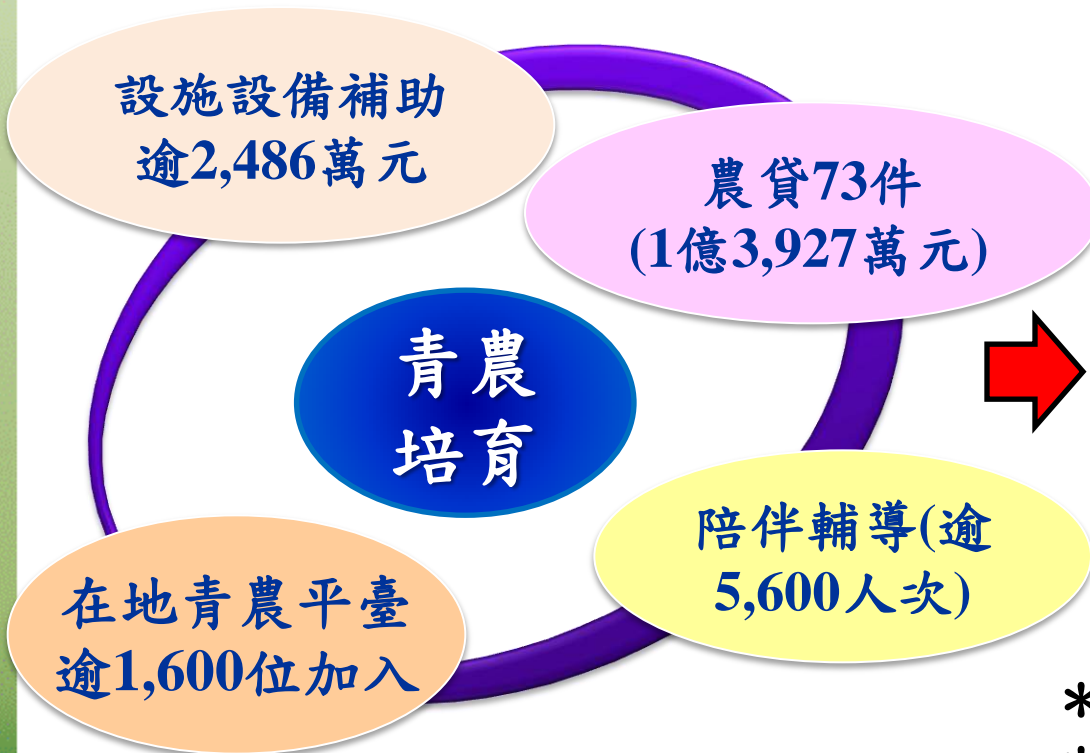 設施設備補助
逾2,486萬元
農貸73件
(1億3,927萬元)
青農
培育
陪伴輔導(逾
5,600人次)
在地青農平臺
逾1,600位加入
*